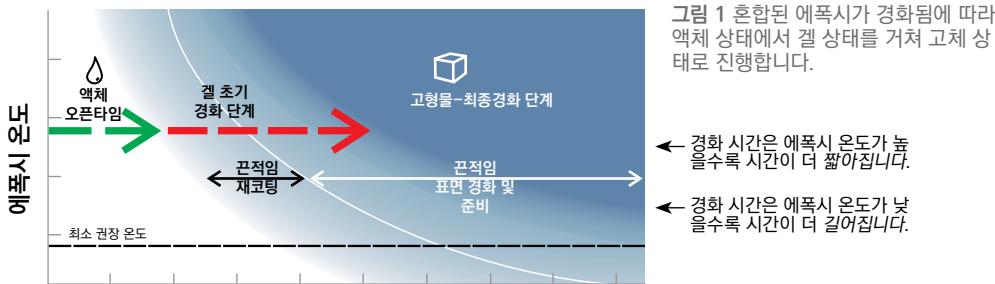 그림 1 혼합된 에폭시가 경화됨에 따라
액체 상태에서 겔 상태를 거쳐 고체 상
태로 진행합니다.
에폭시 온도
액체
오픈타임
겔 초기
경화 단계
고형물-최종경화 단계
끈적임
재코팅
끈적임
표면 경화 및
준비
최소 권장 온도
경화 시간은 에폭시 온도가 높
을수록 시간이 더 짧아집니다.
경화 시간은 에폭시 온도가 낮
을수록 시간이 더 길어집니다.